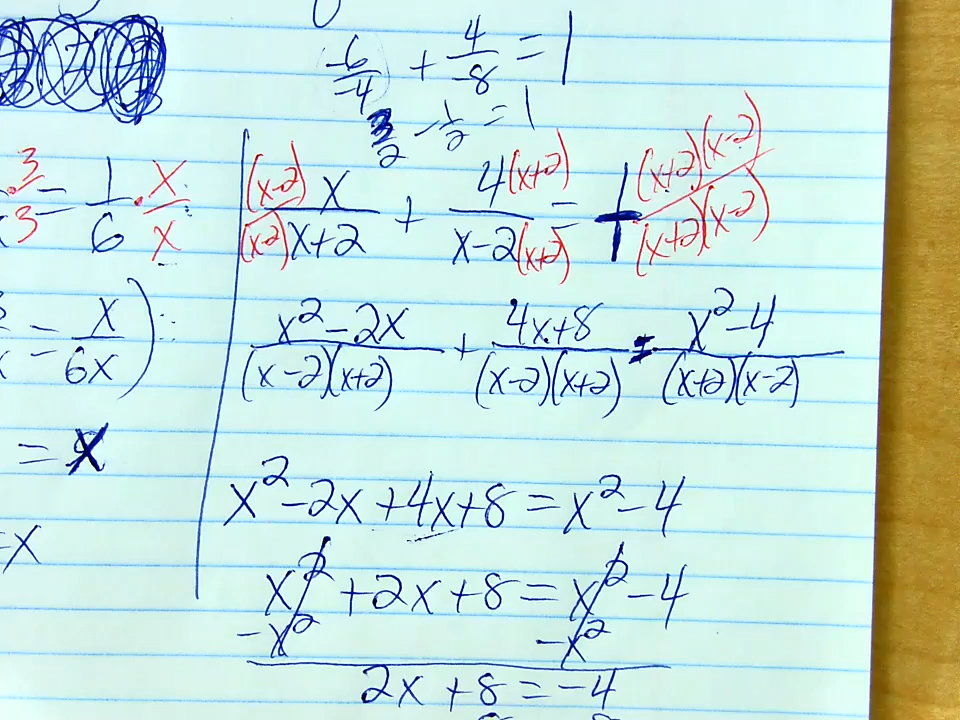 -6/-4 + 4/-8 = 1
3/2 - 1/2 = 1
3/3 = 1/6 · x/x
(x-2)x/(x-2)x+2 + 4(x+2)/x-2(x+2) = 1 (x+2)(x-2)/(x+2)(x-2)
= x/6x )
x²-2x/(x-2)(x+2) + 4x+8/(x-2)(x+2) = x²-4/(x+2)(x-2)
= x
x²-2x+4x+8=x²-4
=x
x²+2x+8=x²-4
-x² -x²
2x+8=-4